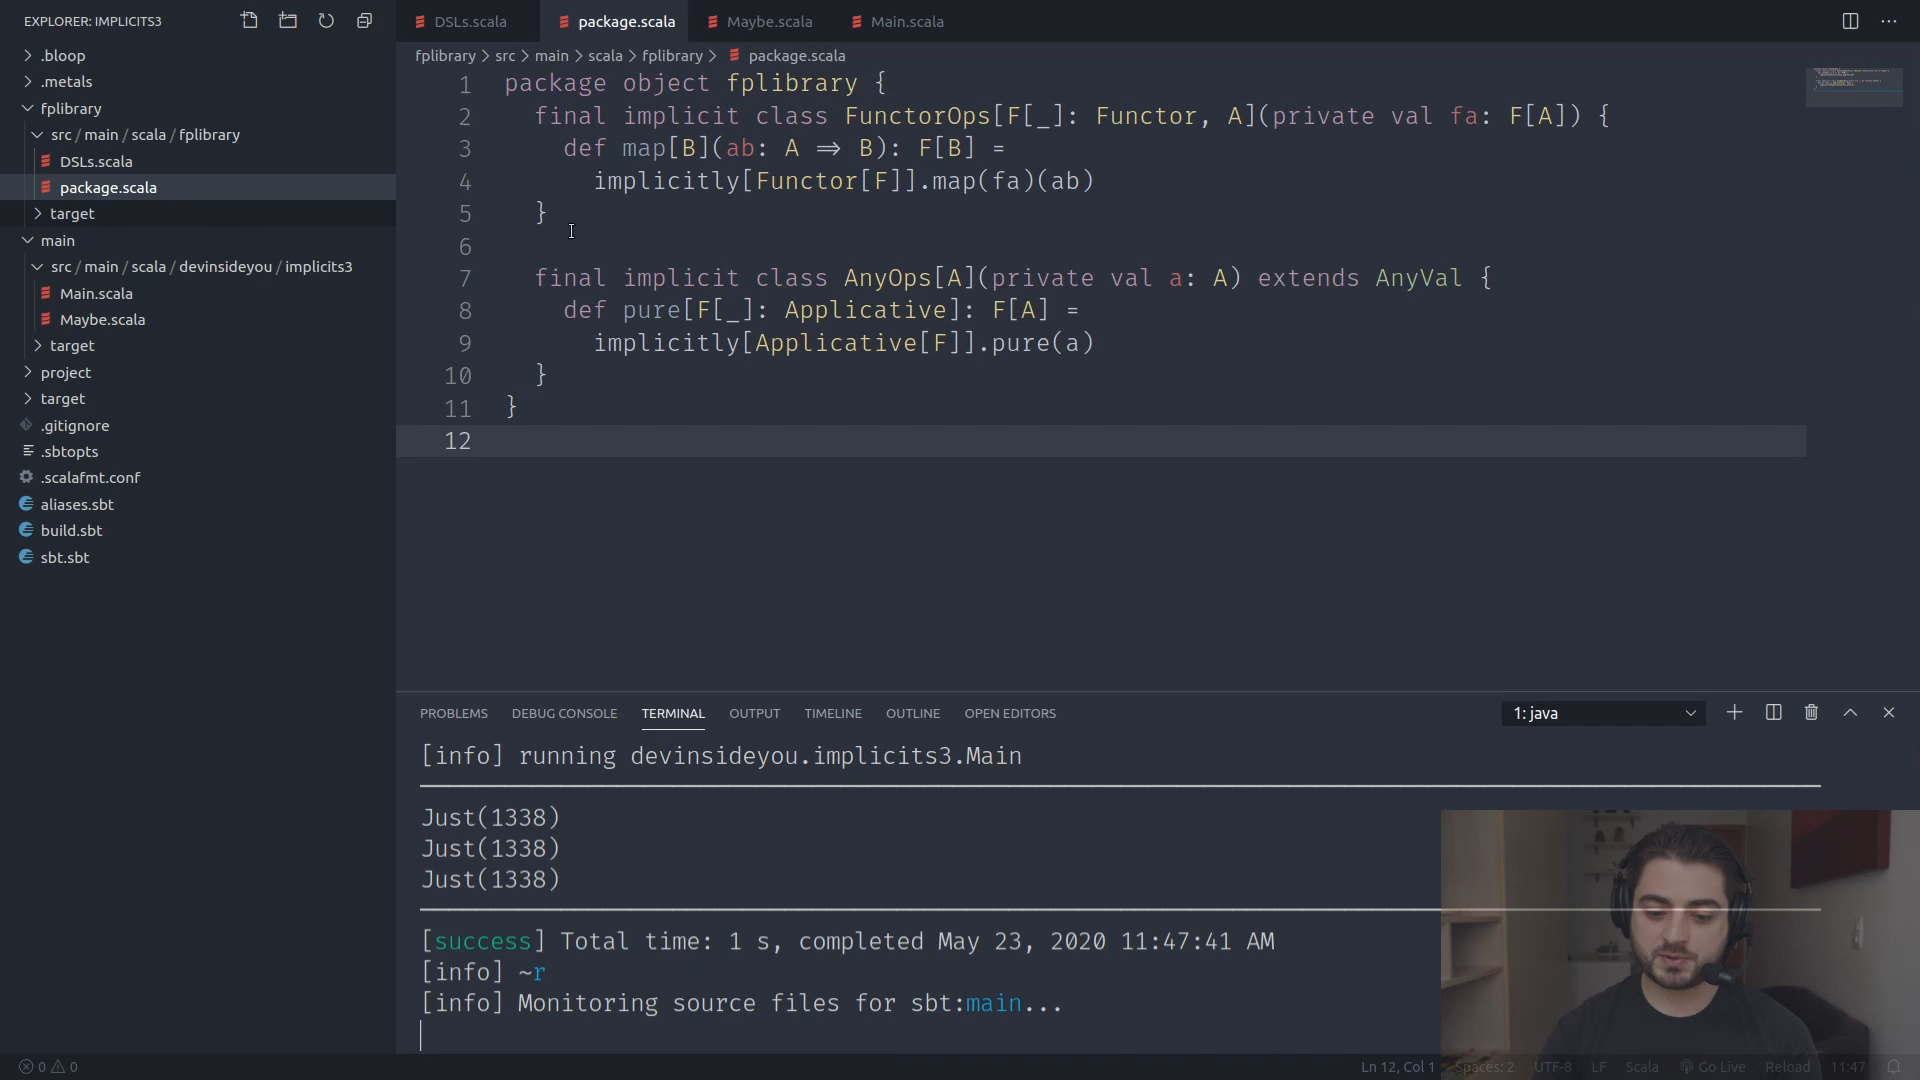 EXPLORER: IMPLICITS3
.bloop
.metals
fplibrary
src / main / scala / fplibrary
DSLs.scala
package.scala
target
main
src / main / scala / devinsideyou / implicits3
Main.scala
Maybe.scala
target
project
target
.gitignore
.sbtopts
.scalafmt.conf
aliases.sbt
build.sbt
sbt.sbt
DSLs.scala package.scala Maybe.scala Main.scala
fplibrary > src > main > scala > fplibrary > package.scala
1 package object fplibrary {
2 final implicit class FunctorOps[F[_]: Functor, A](private val fa: F[A]) {
3 def map[B](ab: A => B): F[B] =
4 implicitly[Functor[F]].map(fa)(ab)
5 }
6
7 final implicit class AnyOps[A](private val a: A) extends AnyVal {
8 def pure[F[_]: Applicative]: F[A] =
9 implicitly[Applicative[F]].pure(a)
10 }
11 }
12
PROBLEMS DEBUG CONSOLE TERMINAL OUTPUT TIMELINE OUTLINE OPEN EDITORS 1: java
[info] running devinsideyou.implicits3.Main
Just(1338)
Just(1338)
Just(1338)
[success] Total time: 1 s, completed May 23, 2020 11:47:41 AM
[info] ~r
[info] Monitoring source files for sbt:main...
0 0 Ln 12, Col 1 Spaces: 2 UTF-8 LF Scala Go Live Reload 11:47